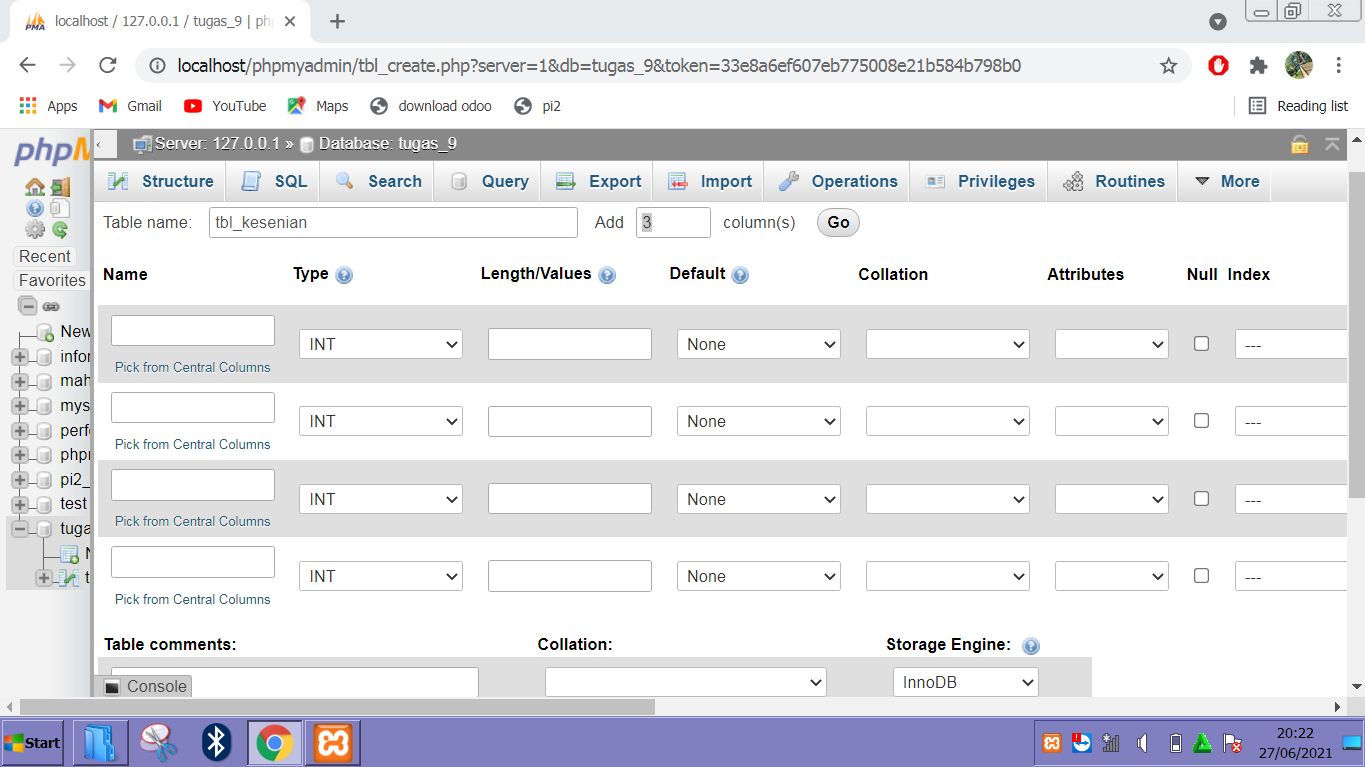 PMA
localhost / 127.0.0.1 / tugas_9 | ph
localhost/phpmyadmin/tbl_create.php?server=1&db=tugas_9&token=33e8a6ef607eb775008e21b584b798b0
Apps Gmail YouTube Maps download odoo pi2 Reading list
phpM
Server: 127.0.0.1 » Database: tugas_9
Structure SQL Search Query Export Import Operations Privileges Routines More
Table name: tbl_kesenian Add 3 column(s) Go
Recent
Favorites
New
infor
mah
mys
perf
phpr
pi2_
test
tuga
N
t
Name Type Length/Values Default Collation Attributes Null Index
INT None ---
Pick from Central Columns
INT None ---
Pick from Central Columns
INT None ---
Pick from Central Columns
INT None ---
Pick from Central Columns
Table comments: Collation: Storage Engine:
InnoDB
Console
Start
20:22
27/06/2021